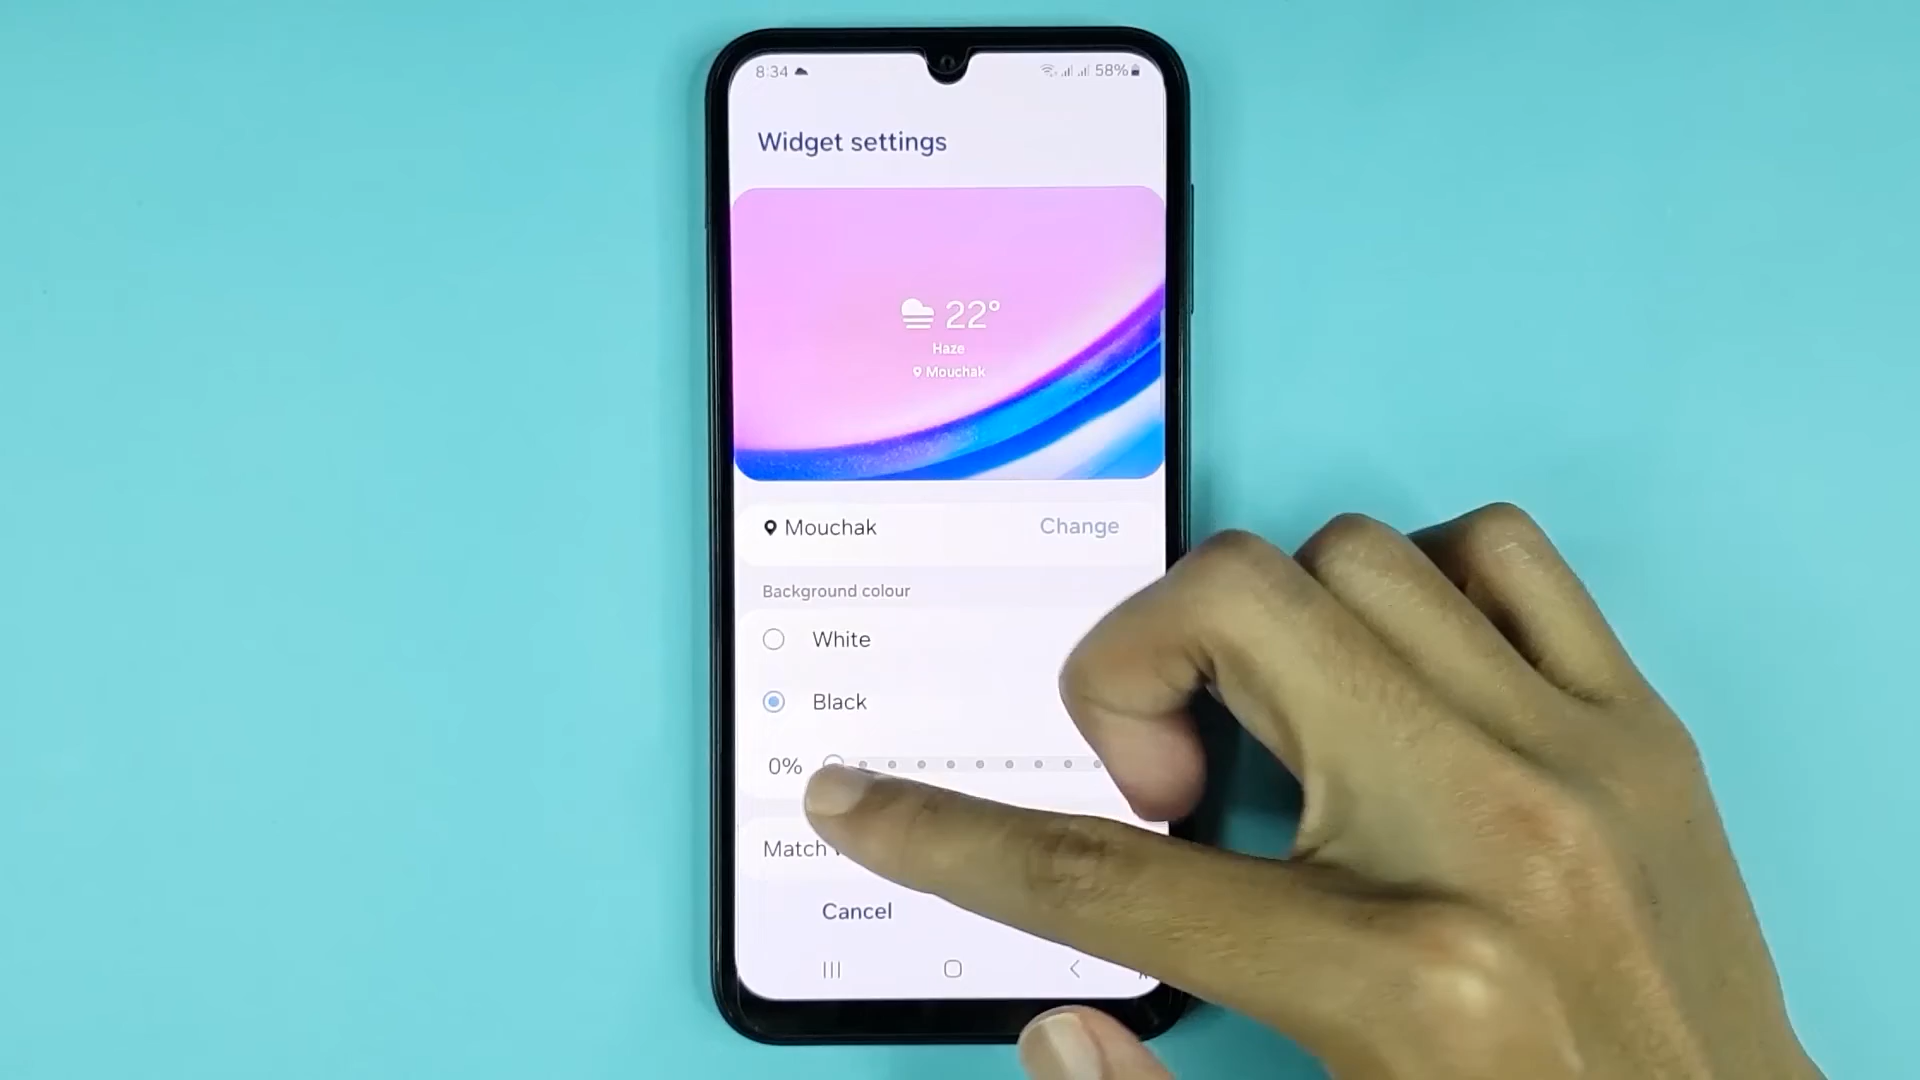 8:34 58%
Widget settings
22°
Haze
Mouchak
Mouchak Change
Background colour
White
Black
0%
Match
Cancel